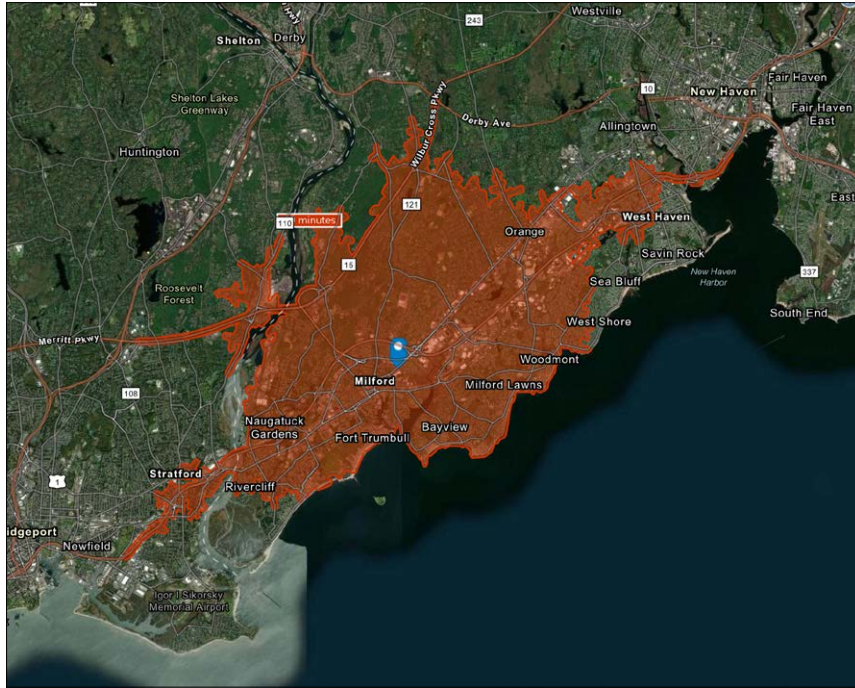 Westville
243
Derby
Shelton
Fair Haven
10
New Haven
Shelton Lakes
Greenway
Wilbur Cross Pkwy
Derby Ave
Allingtown
Fair Haven
East
Huntington
121
110
minutes
West Haven
Orange
East
15
Savin Rock
New Haven
Harbor
337
Sea Bluff
Roosevelt
Forest
South End
West Shore
Merritt Pkwy
Woodmont
Milford
Milford Lawns
108
Naugatuck
Gardens
Bayview
Fort Trumbull
Stratford
1
Rivercliff
idgeport
Newfield
Igor I Sikorsky
Memorial Airport